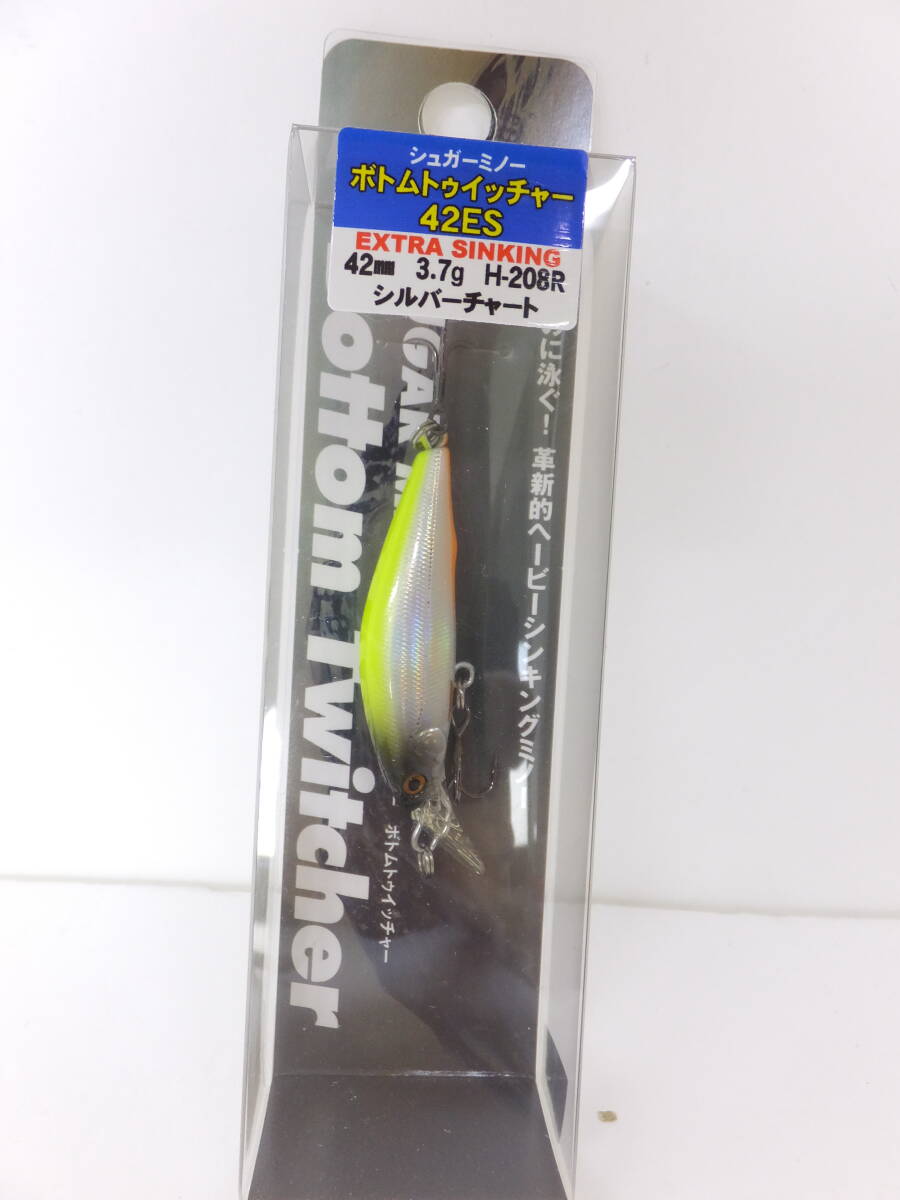 シュガーミノー
ボトムトゥイッチャー
42ES
EXTRA SINKING
42㎜ 3.7g H-208R
シルバーチャート
に泳ぐ! 革新的ヘービーシンキングミノー
Twitcher
ボトムトゥイッチャー